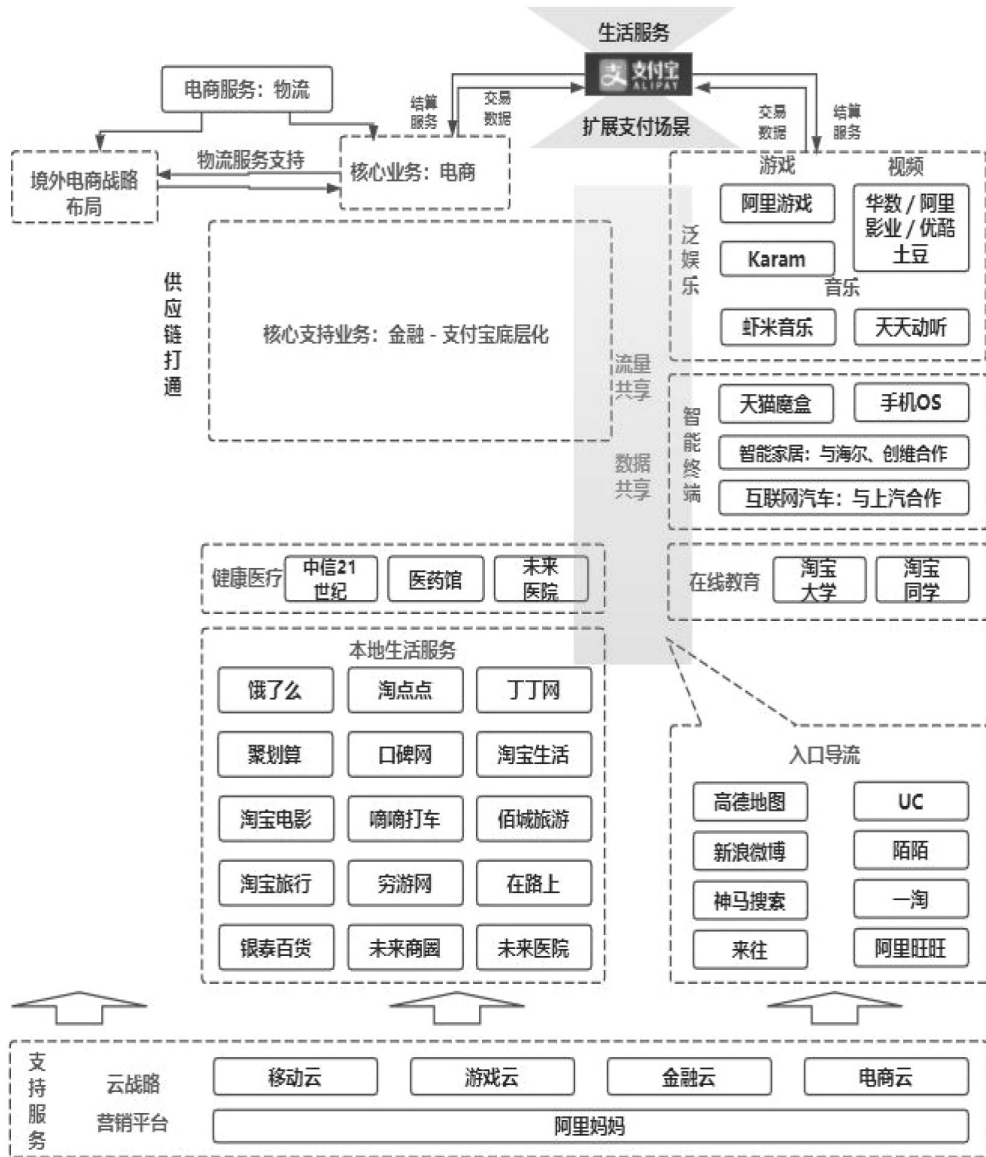 生活服务
支付宝
ALIPAY
扩展支付场景
电商服务：物流
结算
服务
交易
数据
交易
数据
结算
服务
境外电商战略
布局
物流服务支持
核心业务：电商
供应链打通
核心支持业务：金融 - 支付宝底层化
流量
共享
数据
共享
泛娱乐
游戏
视频
阿里游戏
华数 / 阿里
影业 / 优酷
土豆
Karam
音乐
虾米音乐
天天动听
智能终端
天猫魔盒
手机OS
智能家居：与海尔、创维合作
互联网汽车：与上汽合作
健康医疗
中信21
世纪
医药馆
未来
医院
在线教育
淘宝
大学
淘宝
同学
本地生活服务
饿了么
淘点点
丁丁网
聚划算
口碑网
淘宝生活
淘宝电影
嘀嘀打车
佰城旅游
淘宝旅行
穷游网
在路上
银泰百货
未来商圈
未来医院
入口导流
高德地图
UC
新浪微博
陌陌
神马搜索
一淘
来往
阿里旺旺
支持服务
云战略
移动云
游戏云
金融云
电商云
营销平台
阿里妈妈